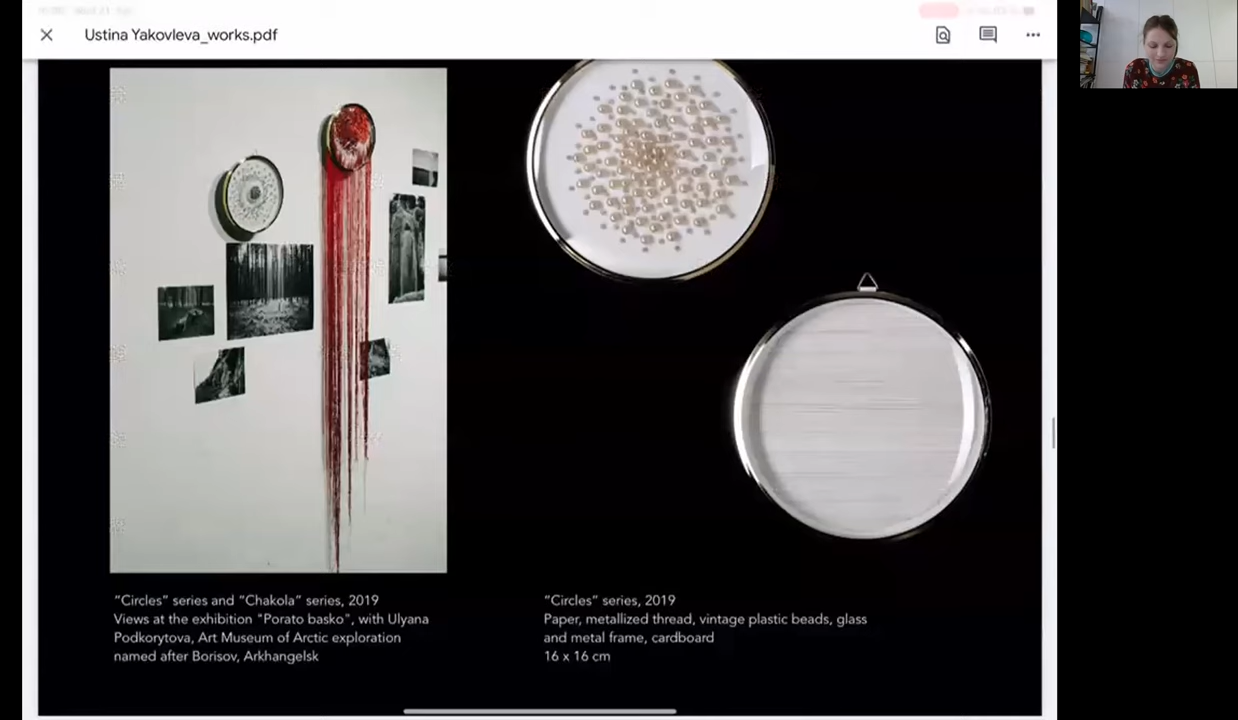 Ustina Yakovleva_works.pdf
“Circles” series and “Chakola” series, 2019
Views at the exhibition "Porato basko", with Ulyana
Podkorytova, Art Museum of Arctic exploration
named after Borisov, Arkhangelsk
“Circles” series, 2019
Paper, metallized thread, vintage plastic beads, glass
and metal frame, cardboard
16 x 16 cm